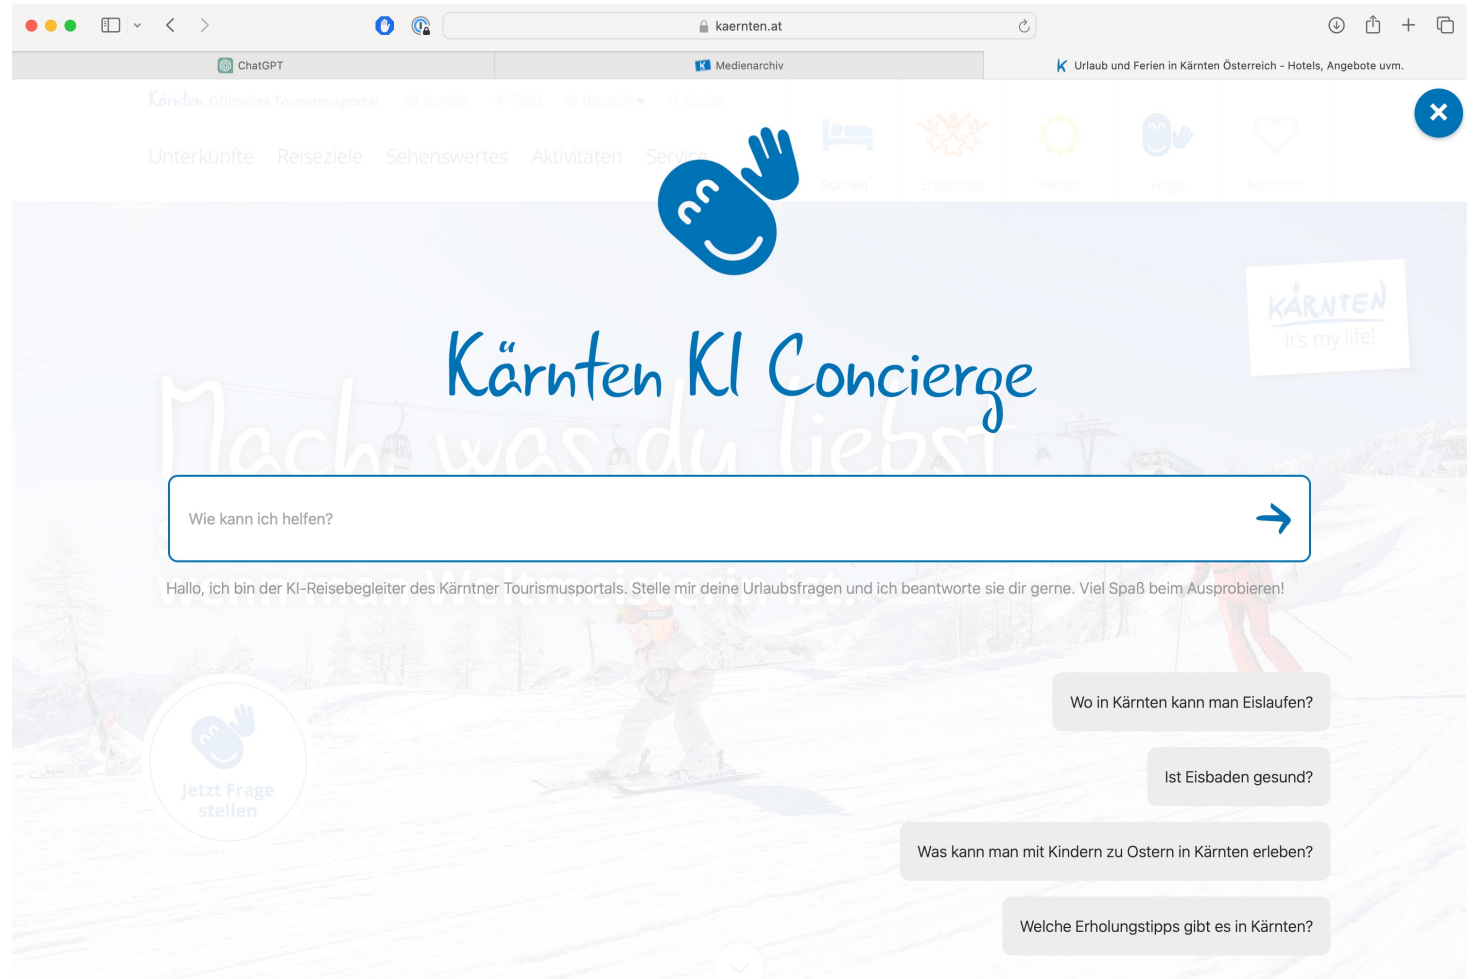 kaernten.at
ChatGPT
Medienarchiv
Urlaub und Ferien in Kärnten Österreich - Hotels, Angebote uvm.
Kärnten Offizielles Tourismusportal Kontakt Tipps deutsch Suche
Unterkünfte Reiseziele Sehenswertes Aktivitäten Service
Buchen Erlebnisse Wetter Frage Merkliste
KÄRNTEN
It's my life!
Kärnten KI Concierge
Mach, was du liebst
Wie kann ich helfen?
wenn man Weltmeisterin ist.
Hallo, ich bin der KI-Reisebegleiter des Kärntner Tourismusportals. Stelle mir deine Urlaubsfragen und ich beantworte sie dir gerne. Viel Spaß beim Ausprobieren!
Wo in Kärnten kann man Eislaufen?
Ist Eisbaden gesund?
Jetzt Frage
stellen
Was kann man mit Kindern zu Ostern in Kärnten erleben?
Welche Erholungstipps gibt es in Kärnten?